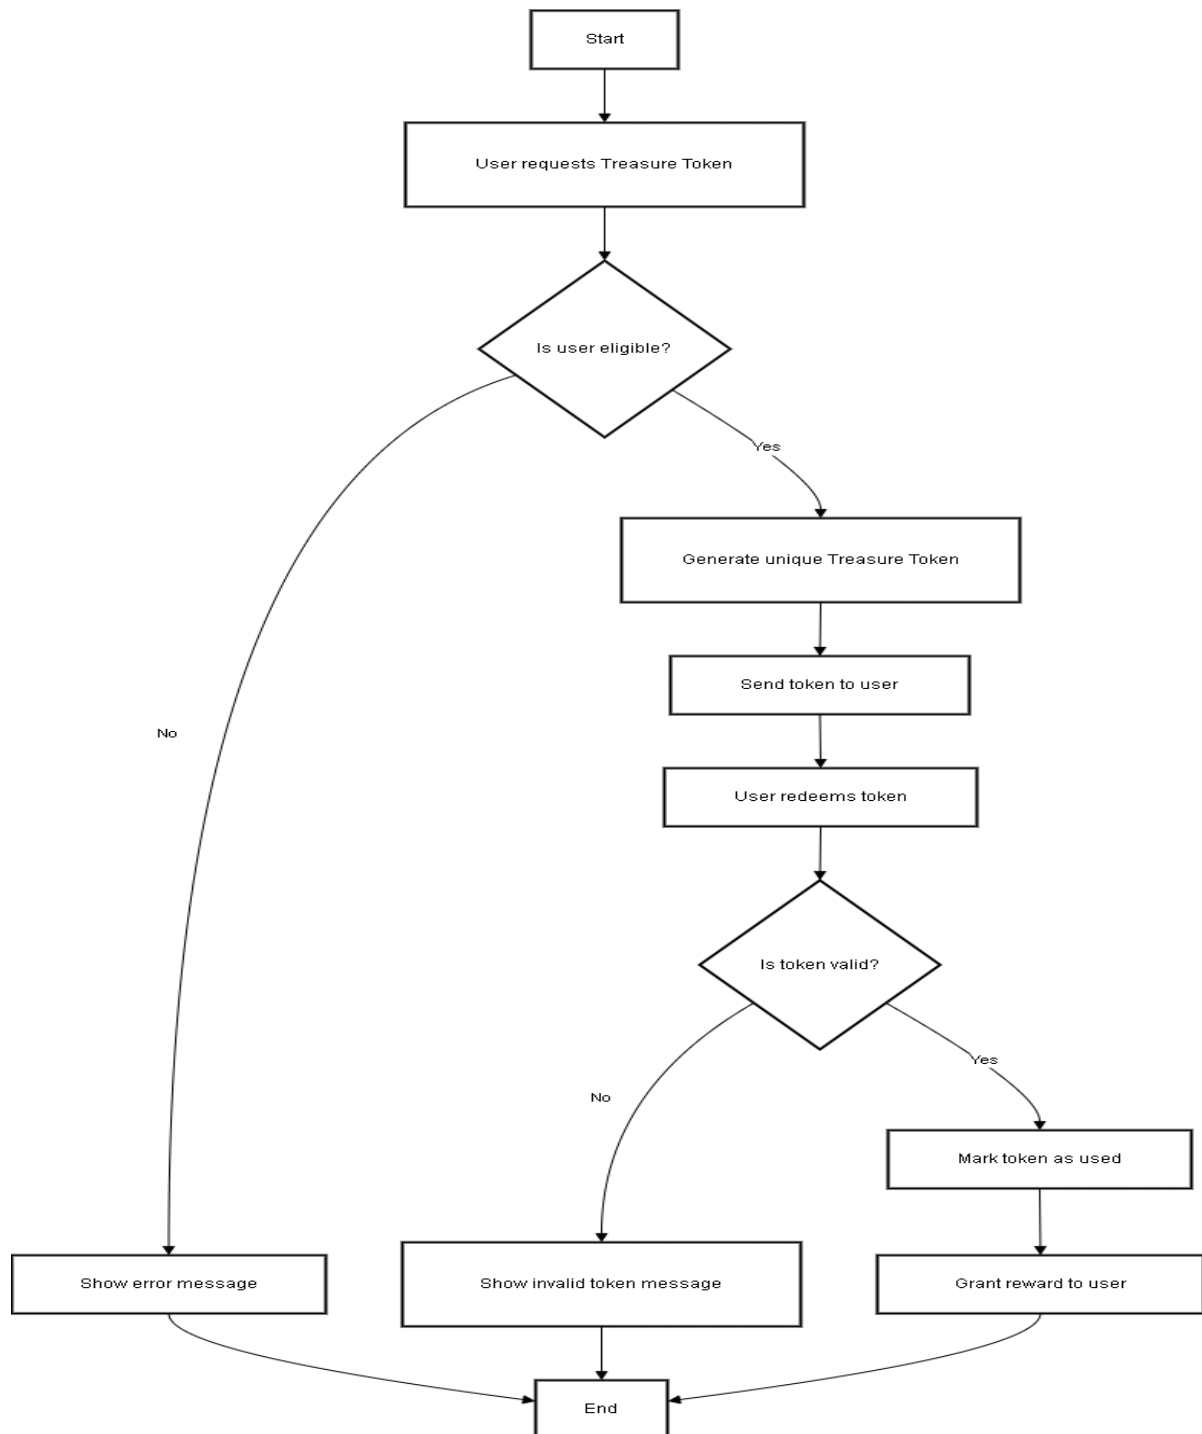 Start
User requests Treasure Token
Is user eligible?
Yes
Generate unique Treasure Token
Send token to user
No
User redeems token
Is token valid?
Yes
No
Mark token as used
Show error message
Show invalid token message
Grant reward to user
End